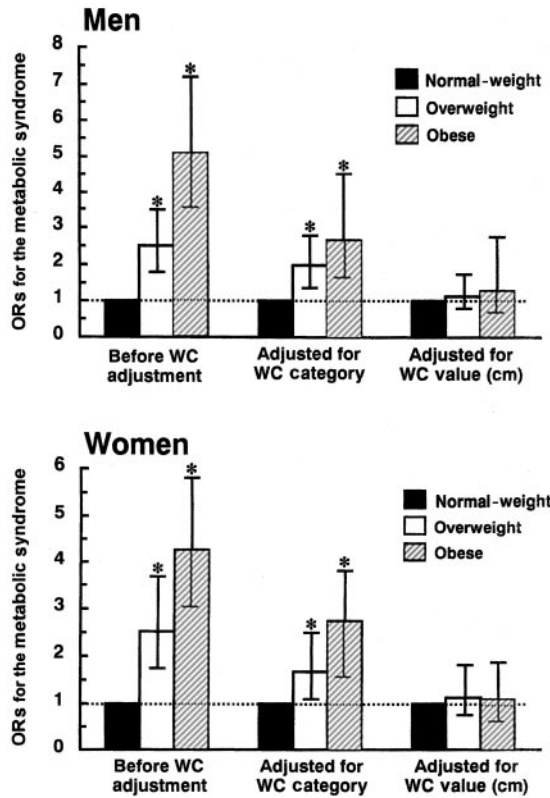 Men
ORs for the metabolic syndrome
8
7
6
5
4
3
2
1
0
*
*
*
*
Normal-weight
Overweight
Obese
Before WC
adjustment
Adjusted for
WC category
Adjusted for
WC value (cm)
Women
ORs for the metabolic syndrome
6
5
4
3
2
1
0
*
*
*
*
Normal-weight
Overweight
Obese
Before WC
adjustment
Adjusted for
WC category
Adjusted for
WC value (cm)